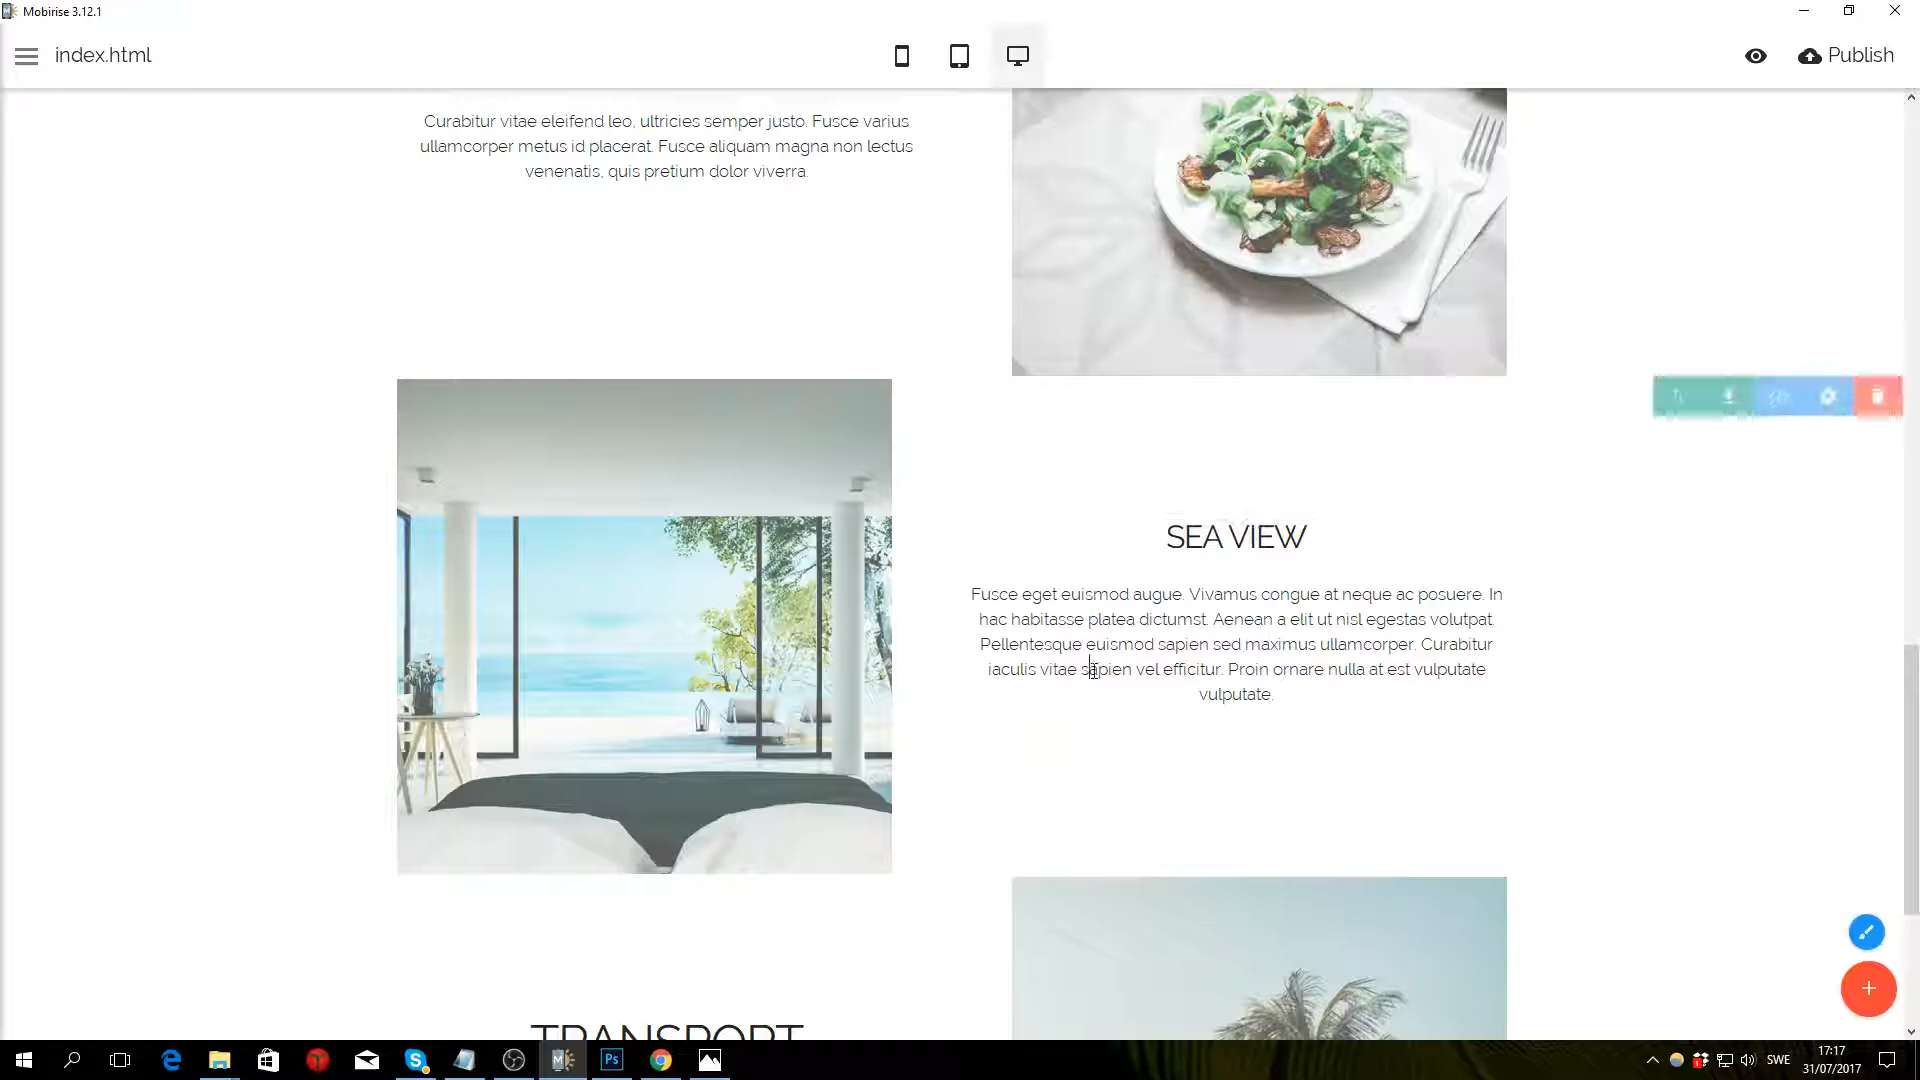 Mobirise 3.12.1
index.html
Publish
Curabitur vitae eleifend leo, ultricies semper justo. Fusce varius
ullamcorper metus id placerat. Fusce aliquam magna non lectus
venenatis, quis pretium dolor viverra.
SEA VIEW
Fusce eget euismod augue. Vivamus congue at neque ac posuere. In
hac habitasse platea dictumst. Aenean a elit ut nisl egestas volutpat.
Pellentesque euismod sapien sed maximus ullamcorper. Curabitur
iaculis vitae sapien vel efficitur. Proin ornare nulla at est vulputate
vulputate.
TRANSPORT
Ps
SWE
17:17
31/07/2017